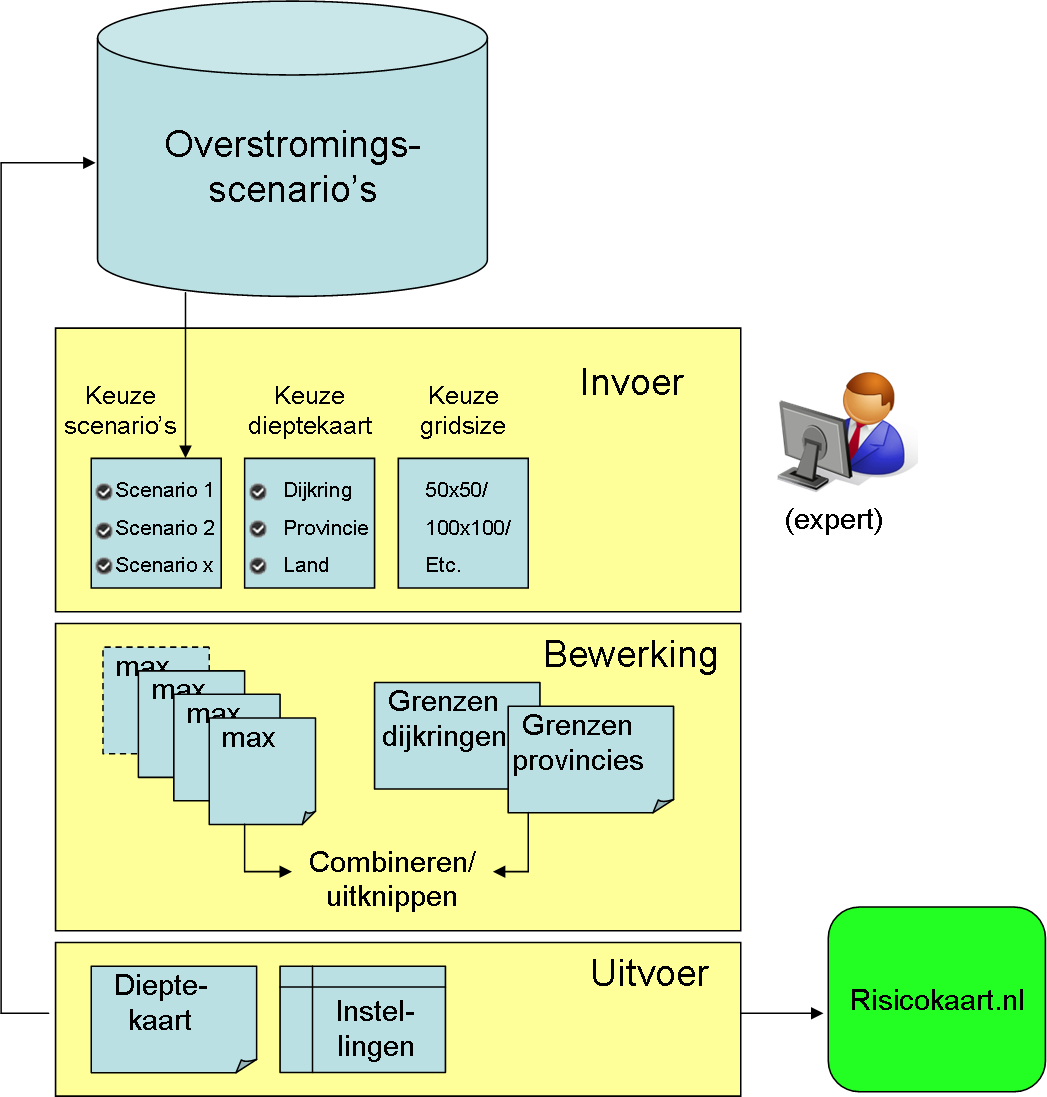 Overstromings-
scenario's
Invoer
Keuze
scenario's
Keuze
dieptekaart
Keuze
gridsize
Scenario 1
Scenario 2
Scenario x
Dijkring
Provincie
Land
50x50/
100x100/
Etc.
(expert)
Bewerking
max
max
max
max
Grenzen
dijkringen
Grenzen
provincies
Combineren/
uitknippen
Uitvoer
Diepte-
kaart
Instel-
lingen
Risicokaart.nl